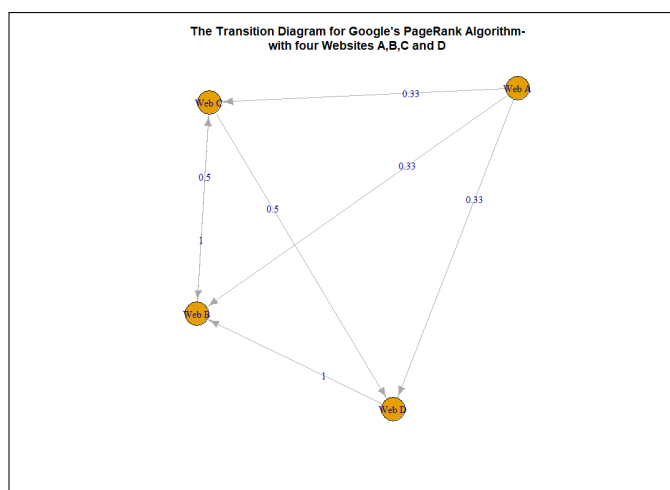 The Transition Diagram for Google's PageRank Algorithm-
with four Websites A,B,C and D
Web A
0.33
Web C
0.33
0.5
0.33
0.5
1
Web B
1
Web D